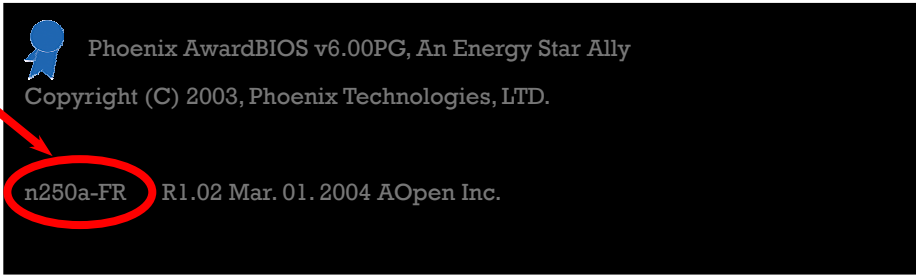 Phoenix AwardBIOS v6.00PG, An Energy Star Ally
Copyright (C) 2003, Phoenix Technologies, LTD.
n250a-FR R1.02 Mar. 01. 2004 AOpen Inc.